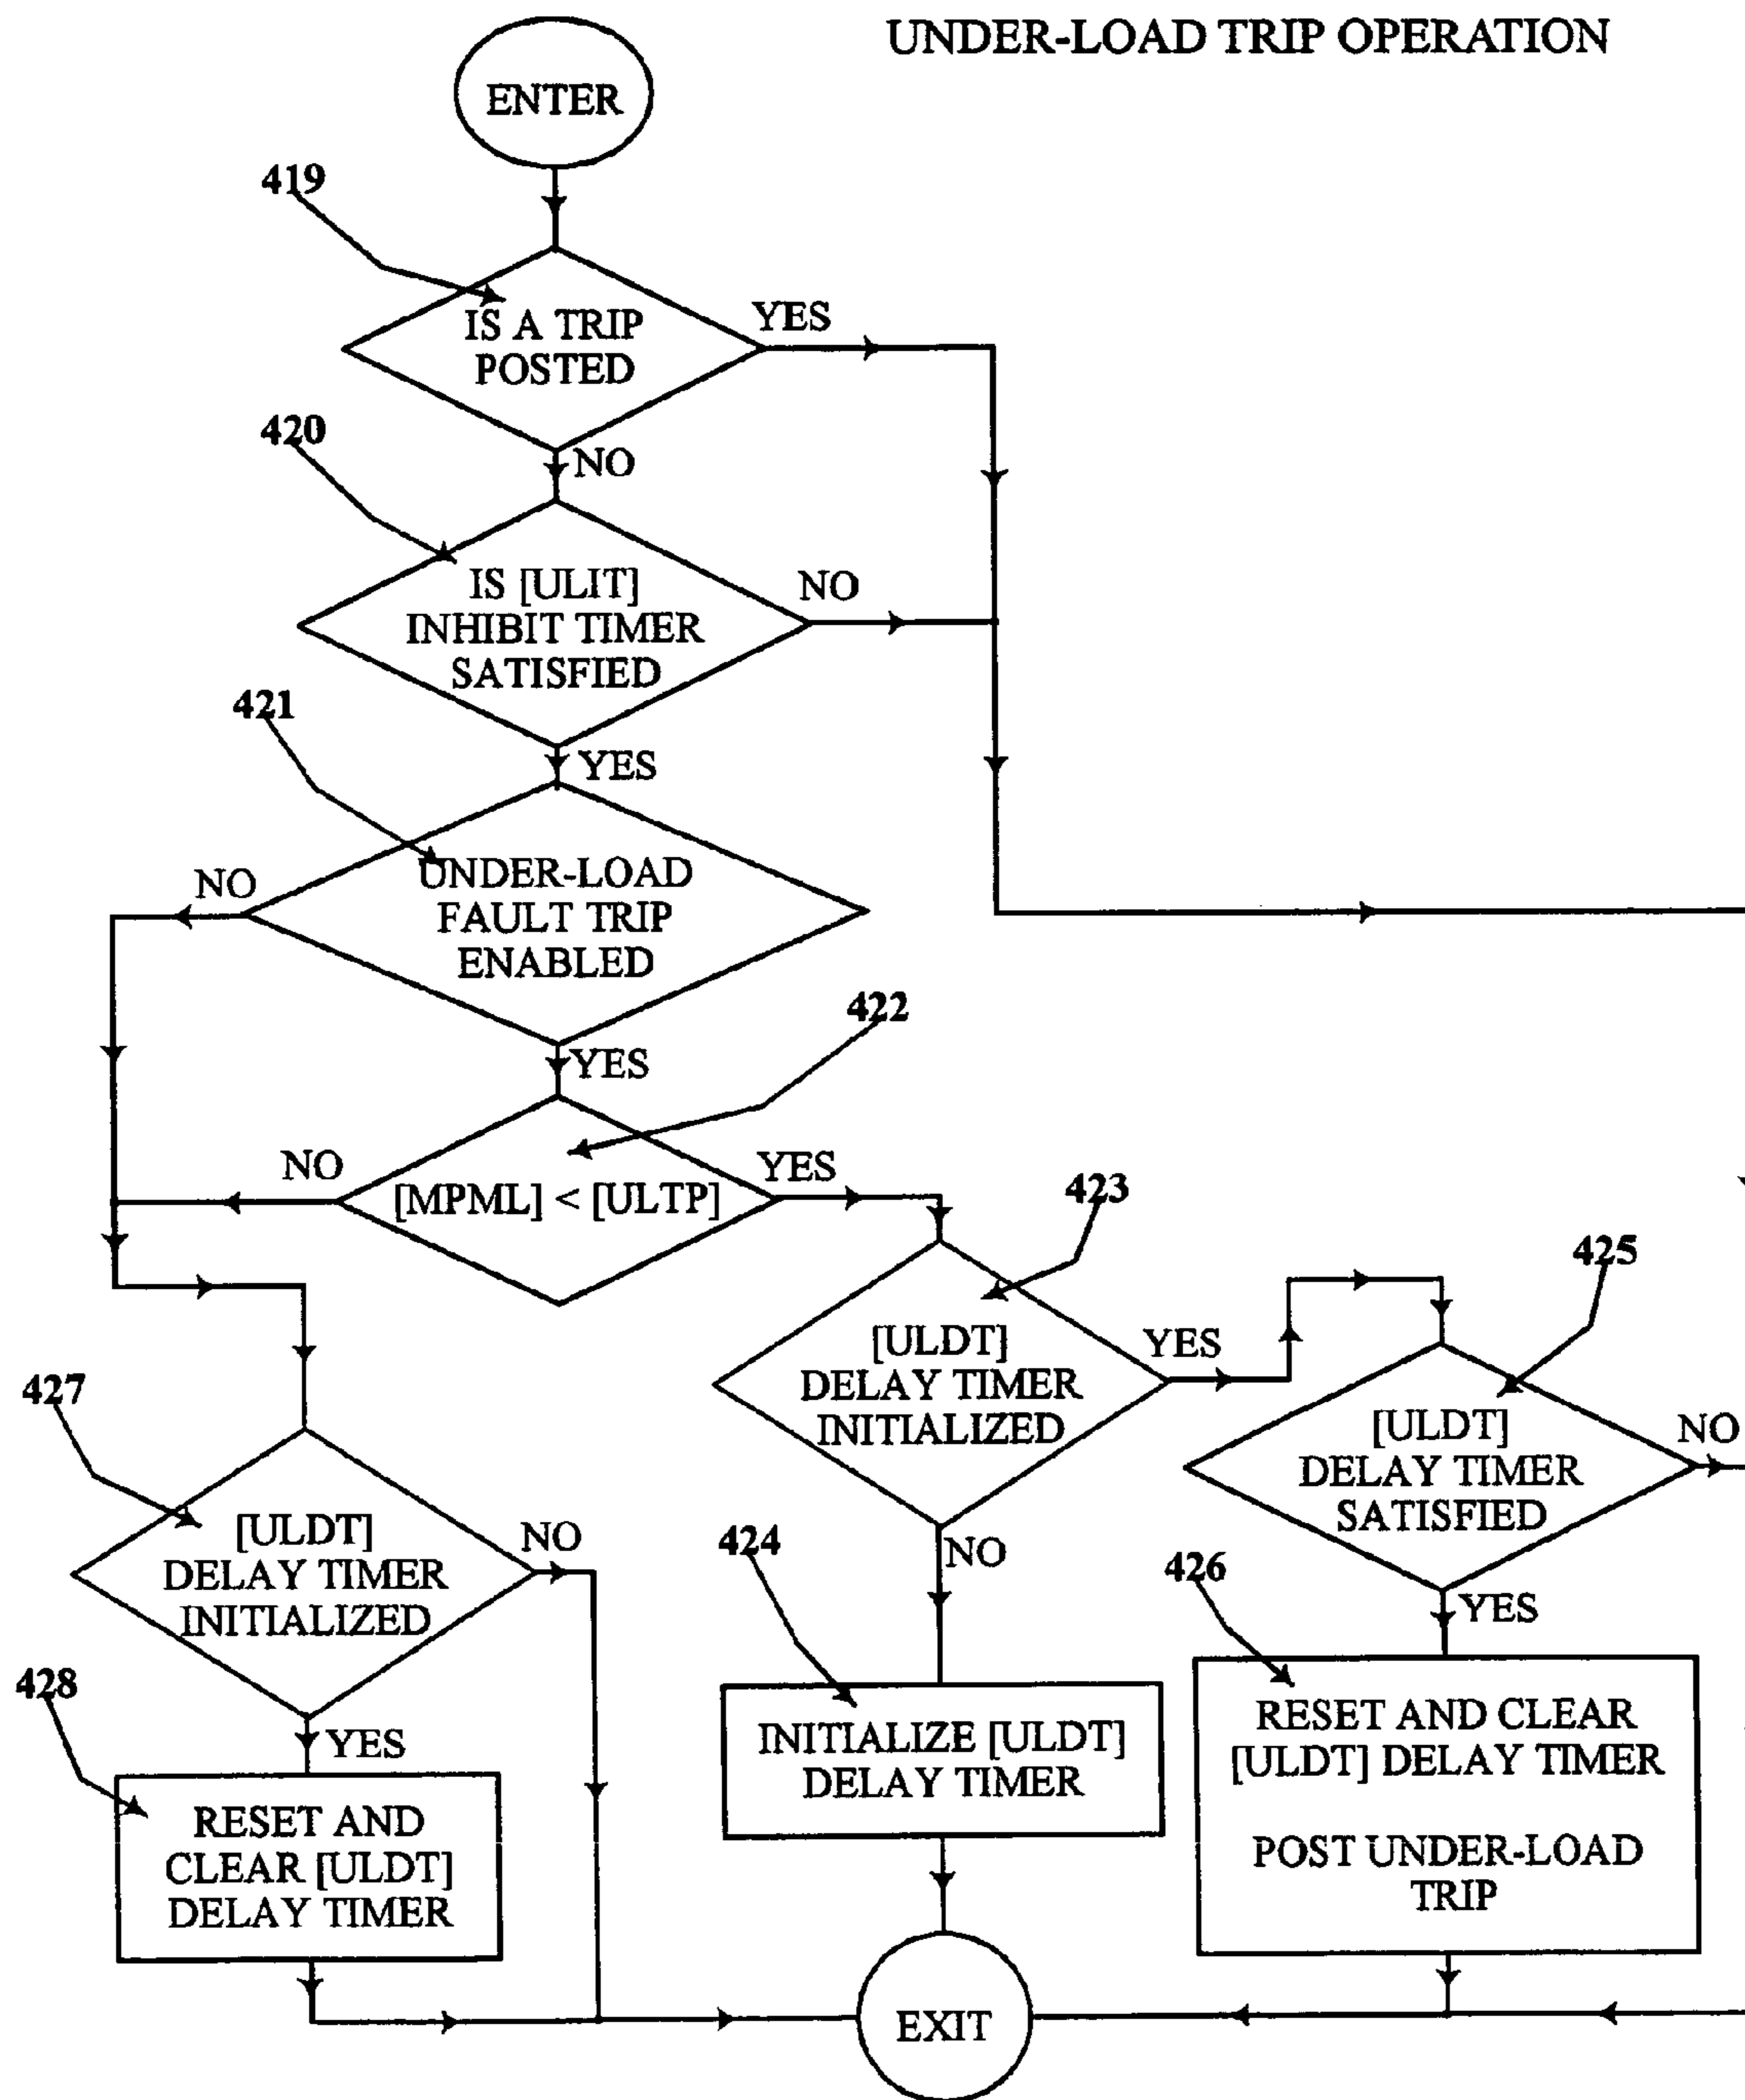 UNDER-LOAD TRIP OPERATION
ENTER
419
IS A TRIP
POSTED
YES
NO
420
IS [ULIT]
INHIBIT TIMER
SATISFIED
NO
YES
421
UNDER-LOAD
FAULT TRIP
ENABLED
NO
YES
422
[MPML] < [ULTP]
NO
YES
423
[ULDT]
DELAY TIMER
INITIALIZED
YES
NO
425
[ULDT]
DELAY TIMER
SATISFIED
NO
YES
427
[ULDT]
DELAY TIMER
INITIALIZED
NO
YES
424
INITIALIZE [ULDT]
DELAY TIMER
426
RESET AND CLEAR
[ULDT] DELAY TIMER
POST UNDER-LOAD
TRIP
428
RESET AND
CLEAR [ULDT]
DELAY TIMER
EXIT